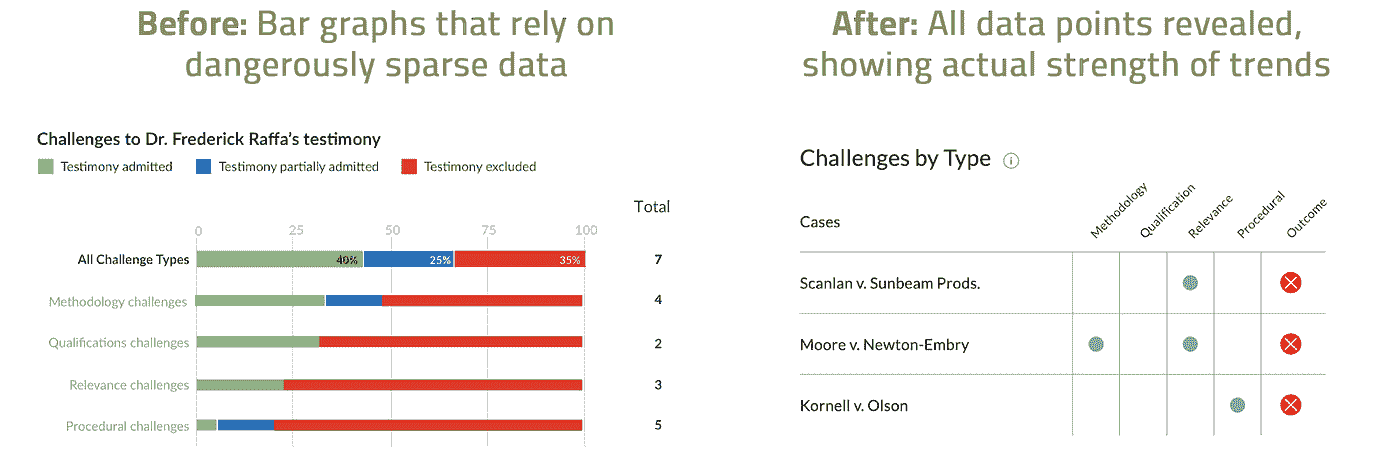 Before: Bar graphs that rely on
dangerously sparse data
Challenges to Dr. Frederick Raffa's testimony
Testimony admitted Testimony partially admitted Testimony excluded
Total
0 25 50 75 100
All Challenge Types 40% 25% 35% 7
Methodology challenges 4
Qualifications challenges 2
Relevance challenges 3
Procedural challenges 5
After: All data points revealed,
showing actual strength of trends
Challenges by Type i
Cases Methodology Qualification Relevance Procedural Outcome
Scanlan v. Sunbeam Prods.
Moore v. Newton-Embry
Kornell v. Olson